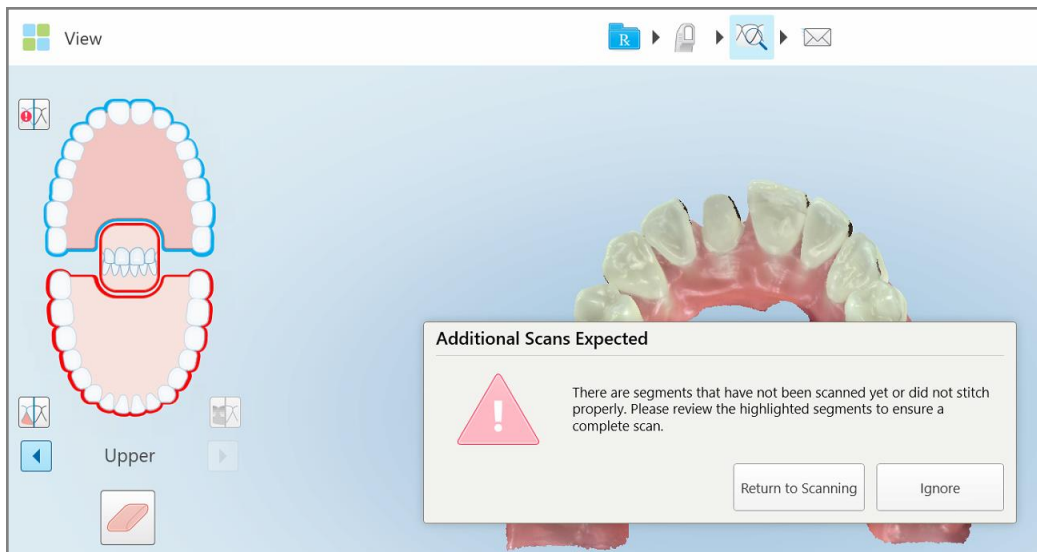 View
R
Additional Scans Expected
There are segments that have not been scanned yet or did not stitch
properly. Please review the highlighted segments to ensure a
complete scan.
Upper
Return to Scanning
Ignore